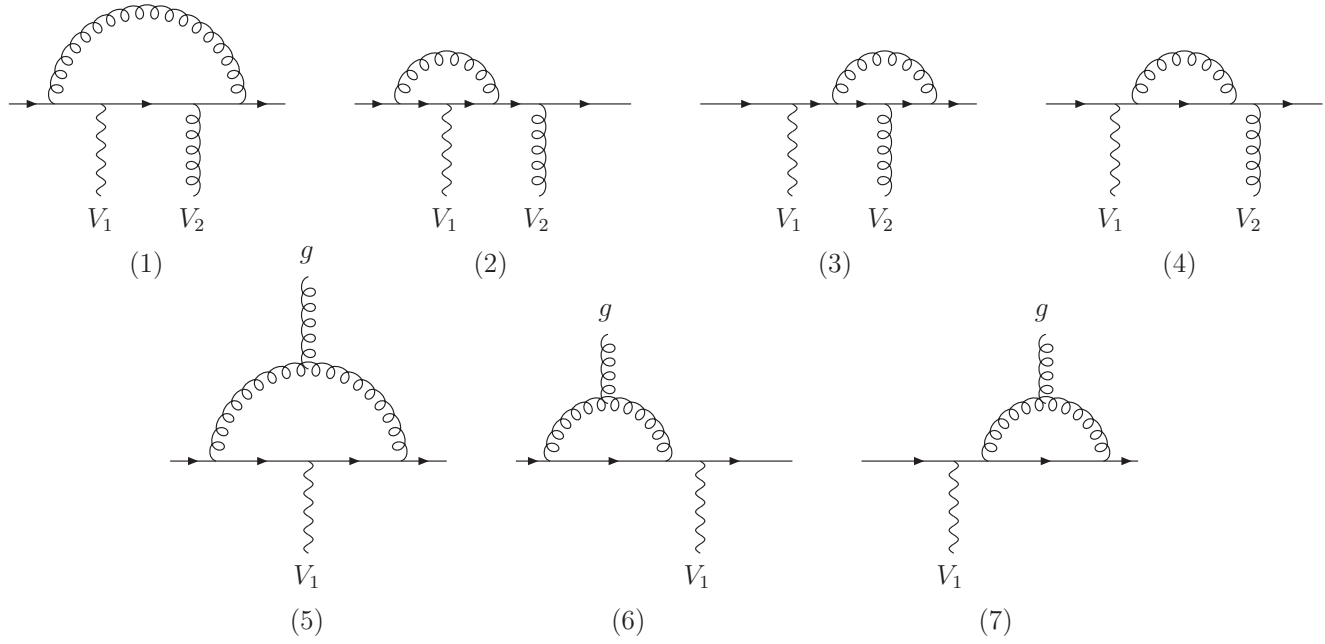 V₁ V₂ V₁ V₂ V₁ V₂ V₁ V₂
(1) (2) (3) (4)
g
g g
V₁ V₁ V₁
(5) (6) (7)